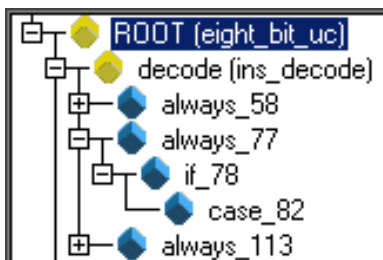 ROOT (eight_bit_uc)
decode (ins_decode)
always_58
always_77
if_78
case_82
always_113